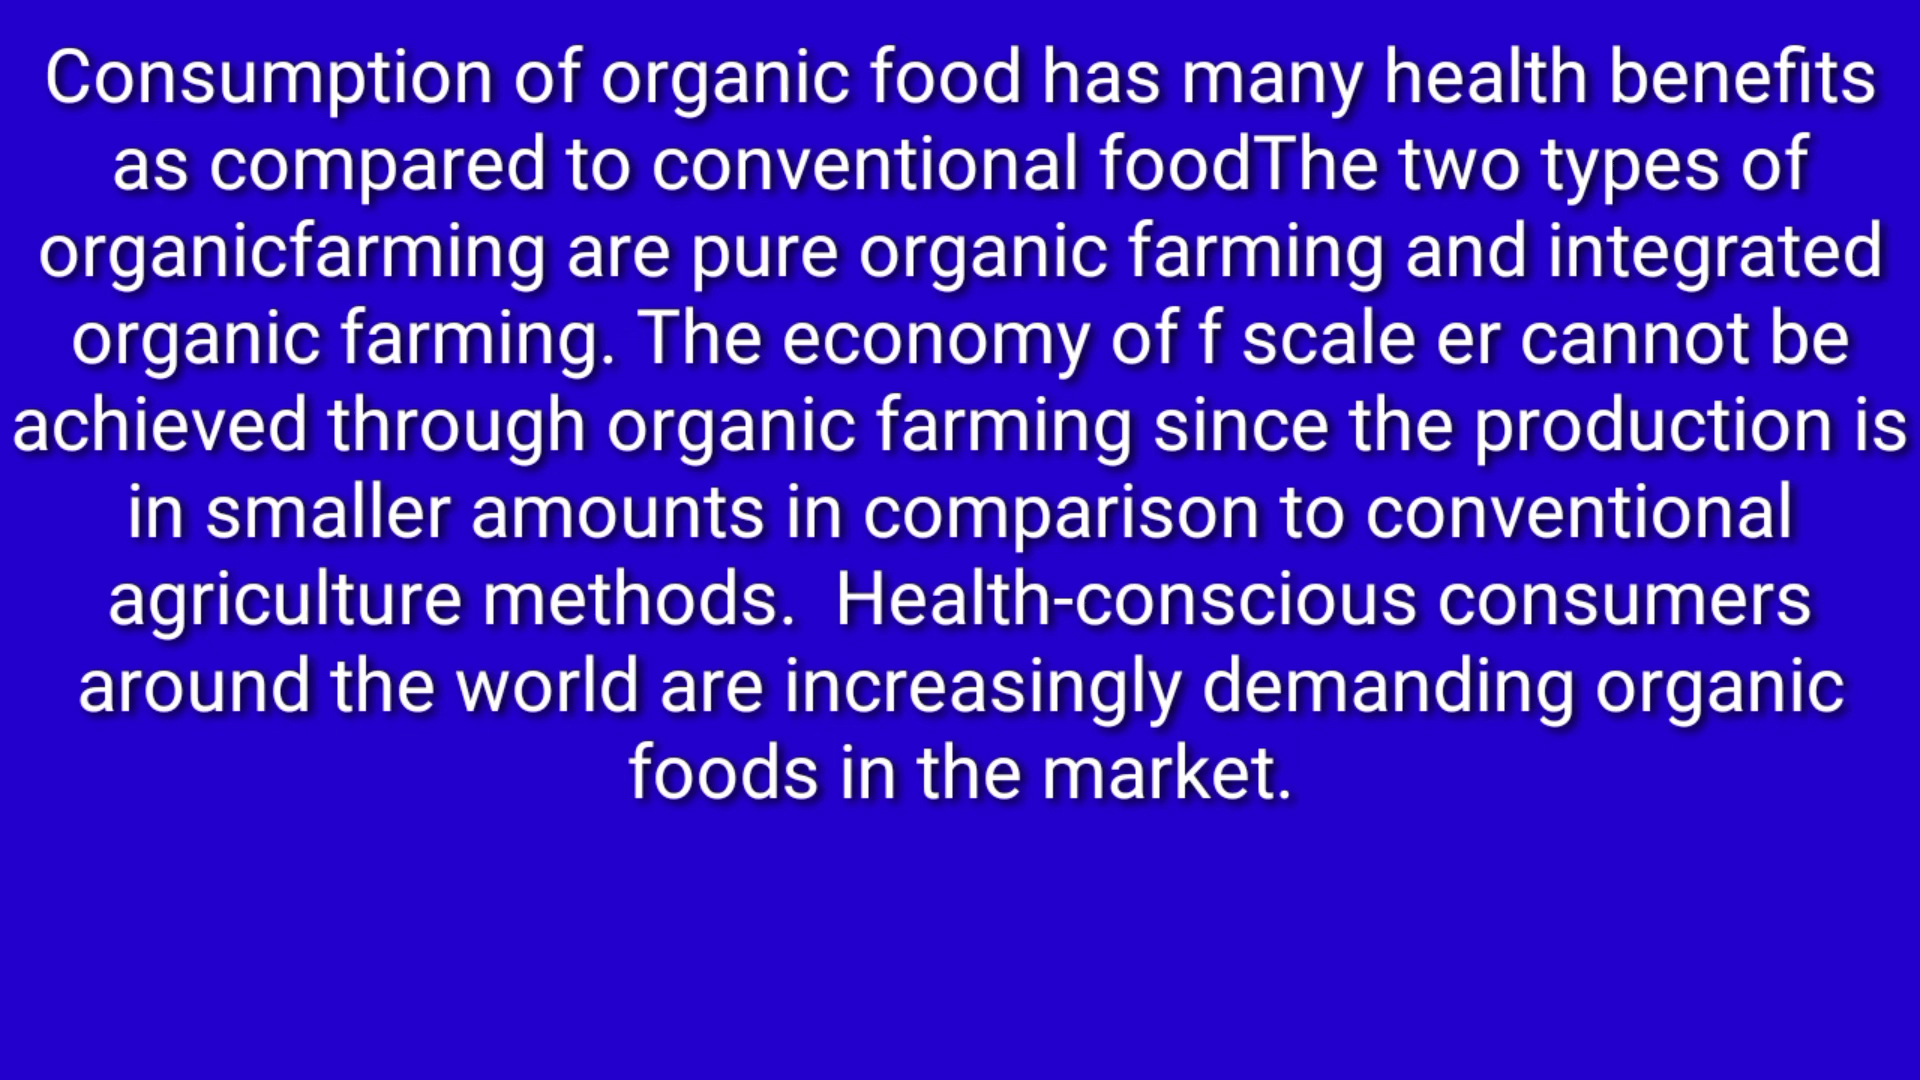 Consumption of organic food has many health benefits
as compared to conventional foodThe two types of
organicfarming are pure organic farming and integrated
organic farming. The economy of f scale er cannot be
achieved through organic farming since the production is
in smaller amounts in comparison to conventional
agriculture methods.  Health-conscious consumers
around the world are increasingly demanding organic
foods in the market.